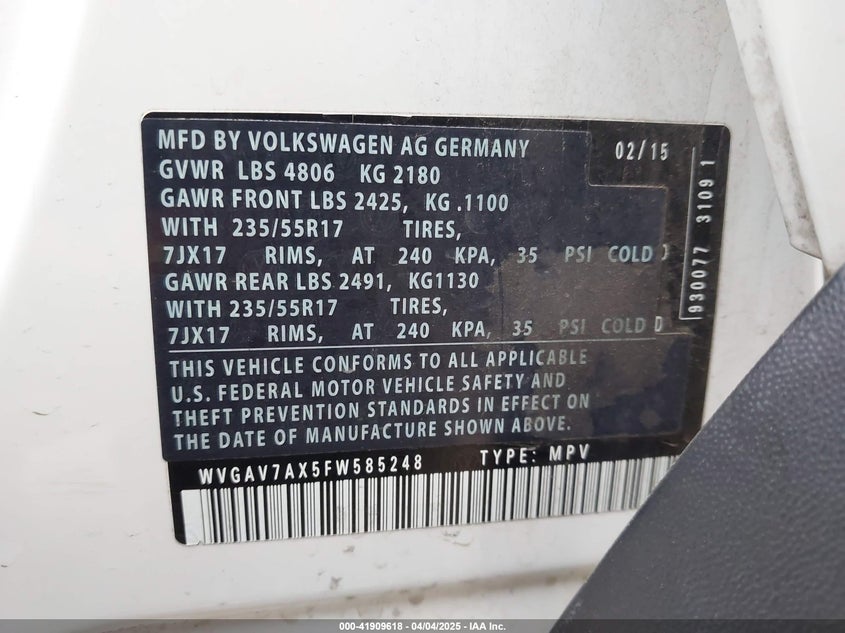 MFD BY VOLKSWAGEN AG GERMANY 02/15
GVWR LBS 4806 KG 2180
GAWR FRONT LBS 2425, KG .1100
WITH 235/55R17 TIRES,
7JX17 RIMS, AT 240 KPA, 35 PSI COLD
GAWR REAR LBS 2491, KG1130
WITH 235/55R17 TIRES,
7JX17 RIMS, AT 240 KPA, 35 PSI COLD
THIS VEHICLE CONFORMS TO ALL APPLICABLE
U.S. FEDERAL MOTOR VEHICLE SAFETY AND
THEFT PREVENTION STANDARDS IN EFFECT ON
THE DATE OF MANUFACTURE SHOWN ABOVE.
WVGAV7AX5FW585248 TYPE: MPV
930077 3109 1
000-41909618 - 04/04/2025 - IAA Inc.